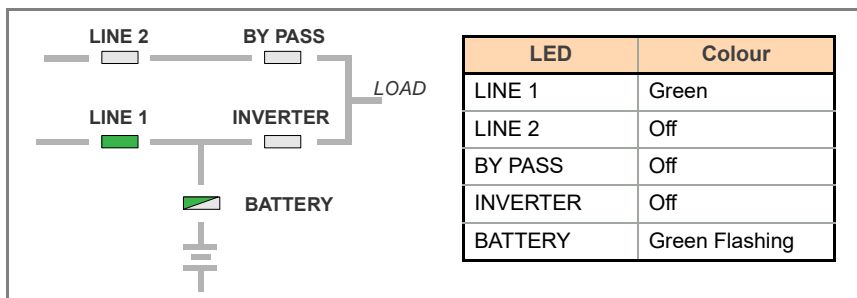 LINE 2 BY PASS
LOAD
LINE 1 INVERTER
BATTERY
LED Colour
LINE 1 Green
LINE 2 Off
BY PASS Off
INVERTER Off
BATTERY Green Flashing